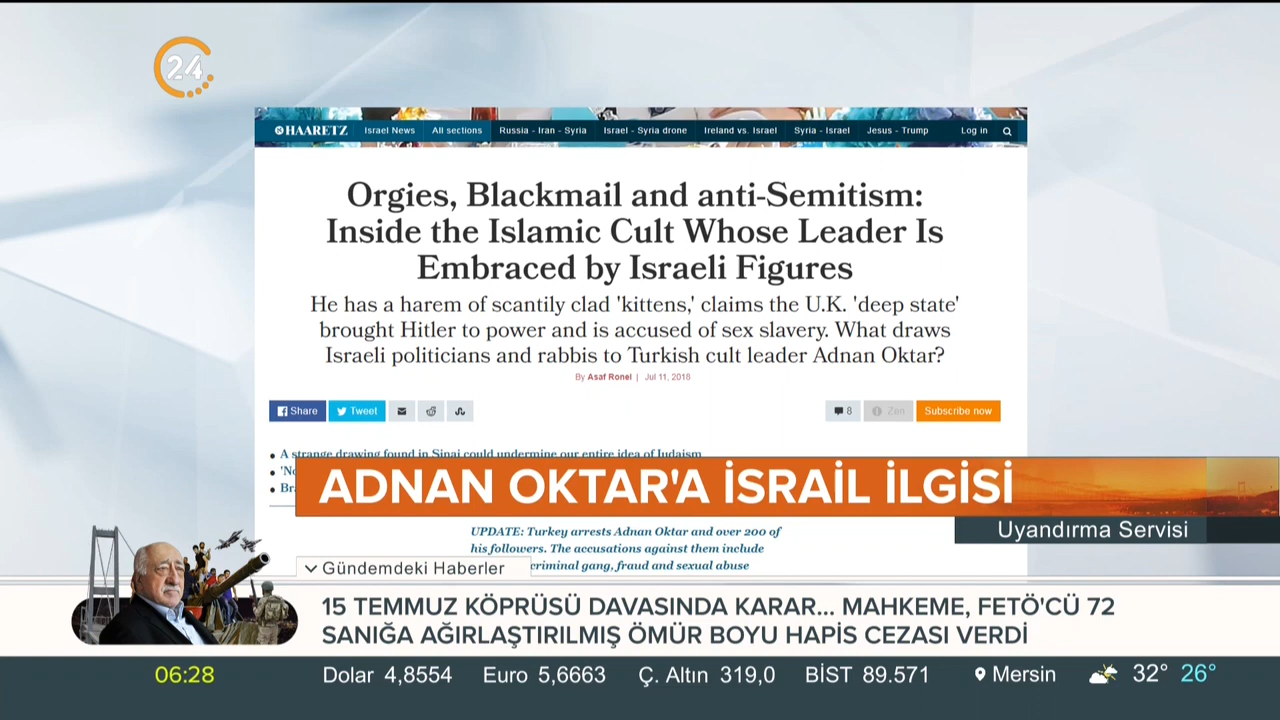 24
HAARETZ Israel News All sections Russia - Iran - Syria Israel - Syria drone Ireland vs. Israel Syria - Israel Jesus - Trump Log in
Orgies, Blackmail and anti-Semitism:
Inside the Islamic Cult Whose Leader Is
Embraced by Israeli Figures
He has a harem of scantily clad 'kittens,' claims the U.K. 'deep state'
brought Hitler to power and is accused of sex slavery. What draws
Israeli politicians and rabbis to Turkish cult leader Adnan Oktar?
By Asaf Ronel | Jul 11, 2018
Share Tweet 8 Zen Subscribe now
A strange drawing found in Sinai could undermine our entire idea of Judaism
ADNAN OKTAR'A İSRAİL İLGİSİ
Uyandırma Servisi
UPDATE: Turkey arrests Adnan Oktar and over 200 of
his followers. The accusations against them include
criminal gang, fraud and sexual abuse
Gündemdeki Haberler
15 TEMMUZ KÖPRÜSÜ DAVASINDA KARAR... MAHKEME, FETÖ'CÜ 72
SANIĞA AĞIRLAŞTIRILMIŞ ÖMÜR BOYU HAPİS CEZASI VERDİ
06:28 Dolar 4,8554 Euro 5,6663 Ç. Altın 319,0 BİST 89.571 Mersin 32° 26°